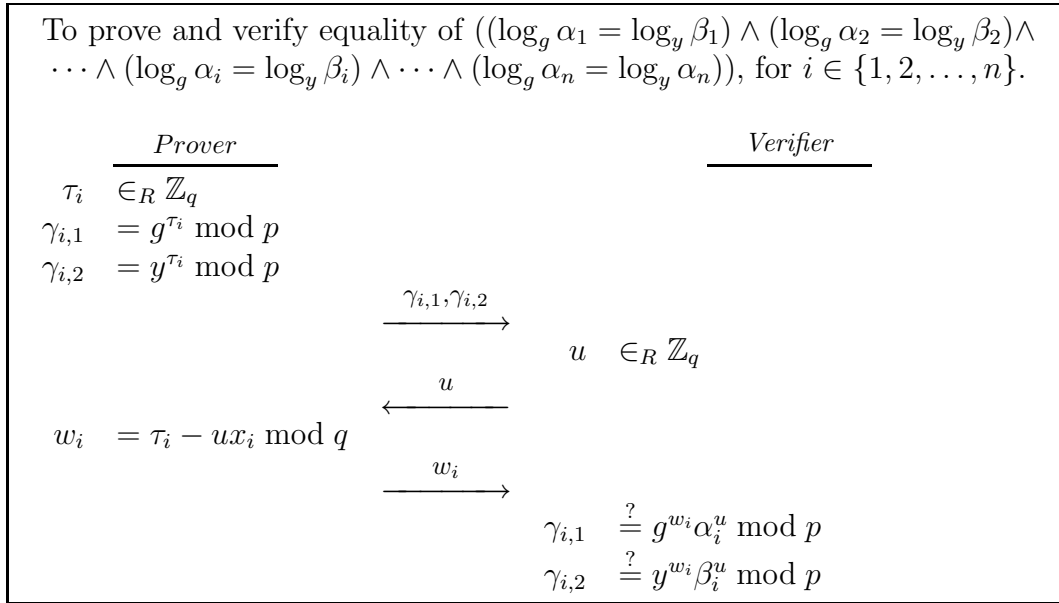 To prove and verify equality of ((log_g α_1 = log_y β_1) ∧ (log_g α_2 = log_y β_2)∧
⋯ ∧ (log_g α_i = log_y β_i) ∧ ⋯ ∧ (log_g α_n = log_y α_n)), for i ∈ {1, 2, …, n}.
Prover Verifier
τ_i ∈_R ℤ_q
γ_{i,1} = g^{τ_i} mod p
γ_{i,2} = y^{τ_i} mod p
γ_{i,1},γ_{i,2}
⟶
u ∈_R ℤ_q
u
⟵
w_i = τ_i − ux_i mod q
w_i
⟶
γ_{i,1} ≟ g^{w_i} α_i^u mod p
γ_{i,2} ≟ y^{w_i} β_i^u mod p